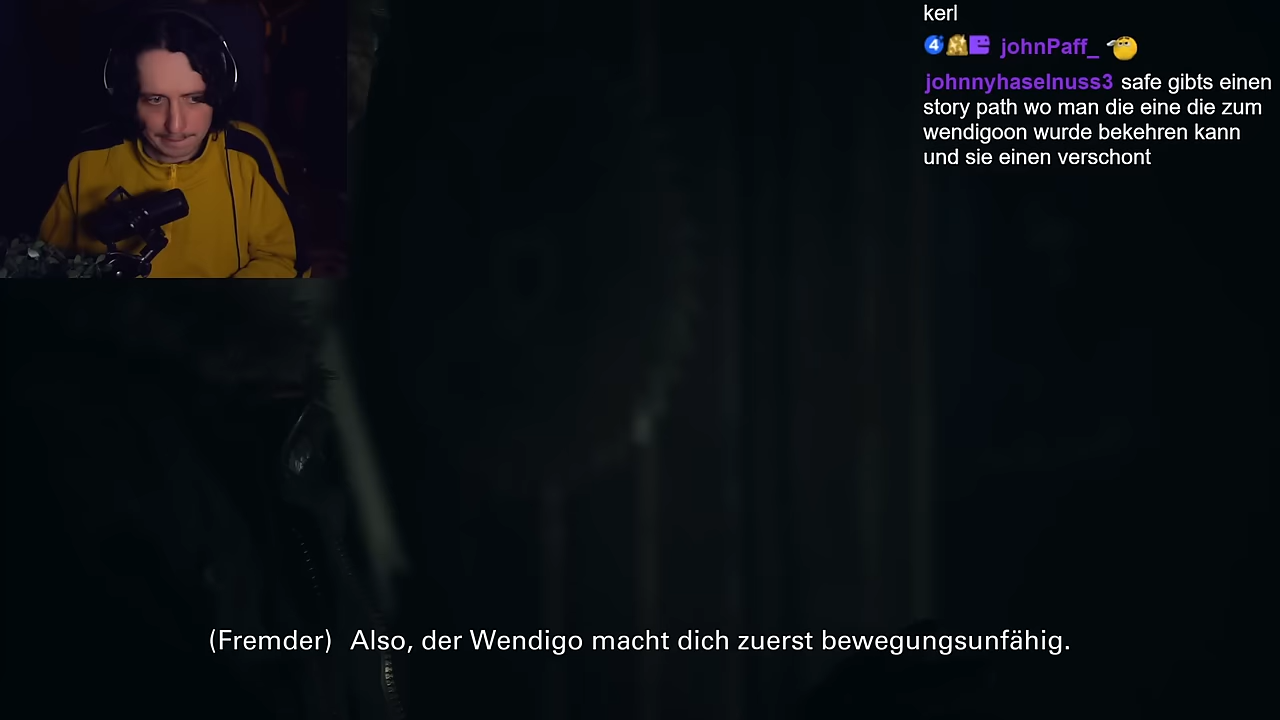 kerl
4 johnPaff_
johnnyhaselnuss3 safe gibts einen
story path wo man die eine die zum
wendigoon wurde bekehren kann
und sie einen verschont
(Fremder) Also, der Wendigo macht dich zuerst bewegungsunfähig.